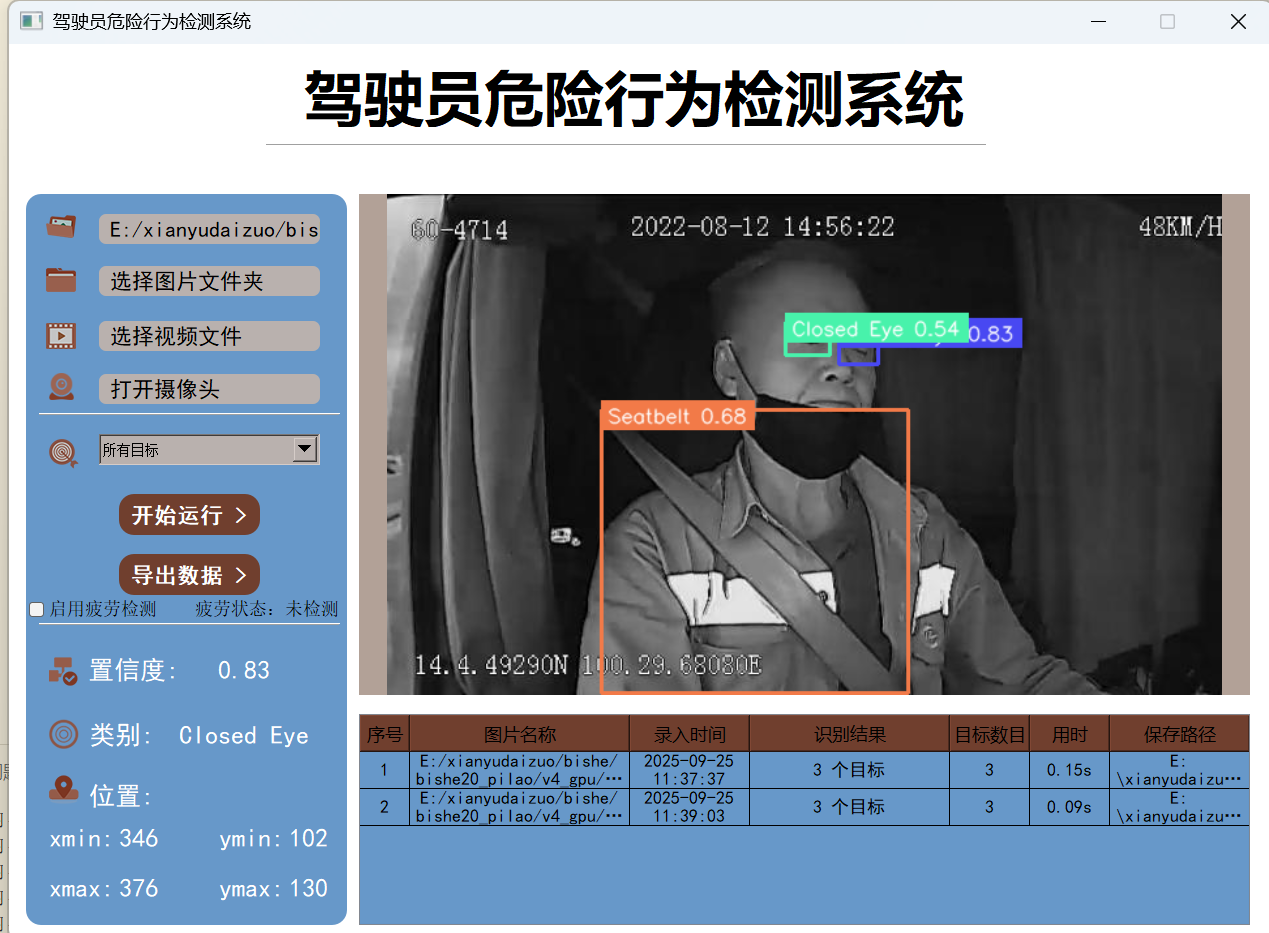 驾驶员危险行为检测系统
驾驶员危险行为检测系统
E:/xianyudaizuo/bis
选择图片文件夹
选择视频文件
打开摄像头
所有目标
开始运行 >
导出数据 >
启用疲劳检测 疲劳状态: 未检测
置信度: 0.83
类别: Closed Eye
位置:
xmin: 346 ymin: 102
xmax: 376 ymax: 130
60-4714 2022-08-12 14:56:22 48KM/H
Closed Eye 0.54
0.83
Seatbelt 0.68
14.4.49290N 100.29.68080E
序号 图片名称 录入时间 识别结果 目标数目 用时 保存路径
1 E:/xianyudaizuo/bishe/bishe20_pilao/v4_gpu/… 2025-09-25 11:37:37 3 个目标 3 0.15s E:\xianyudaizu…
2 E:/xianyudaizuo/bishe/bishe20_pilao/v4_gpu/… 2025-09-25 11:39:03 3 个目标 3 0.09s E:\xianyudaizu…